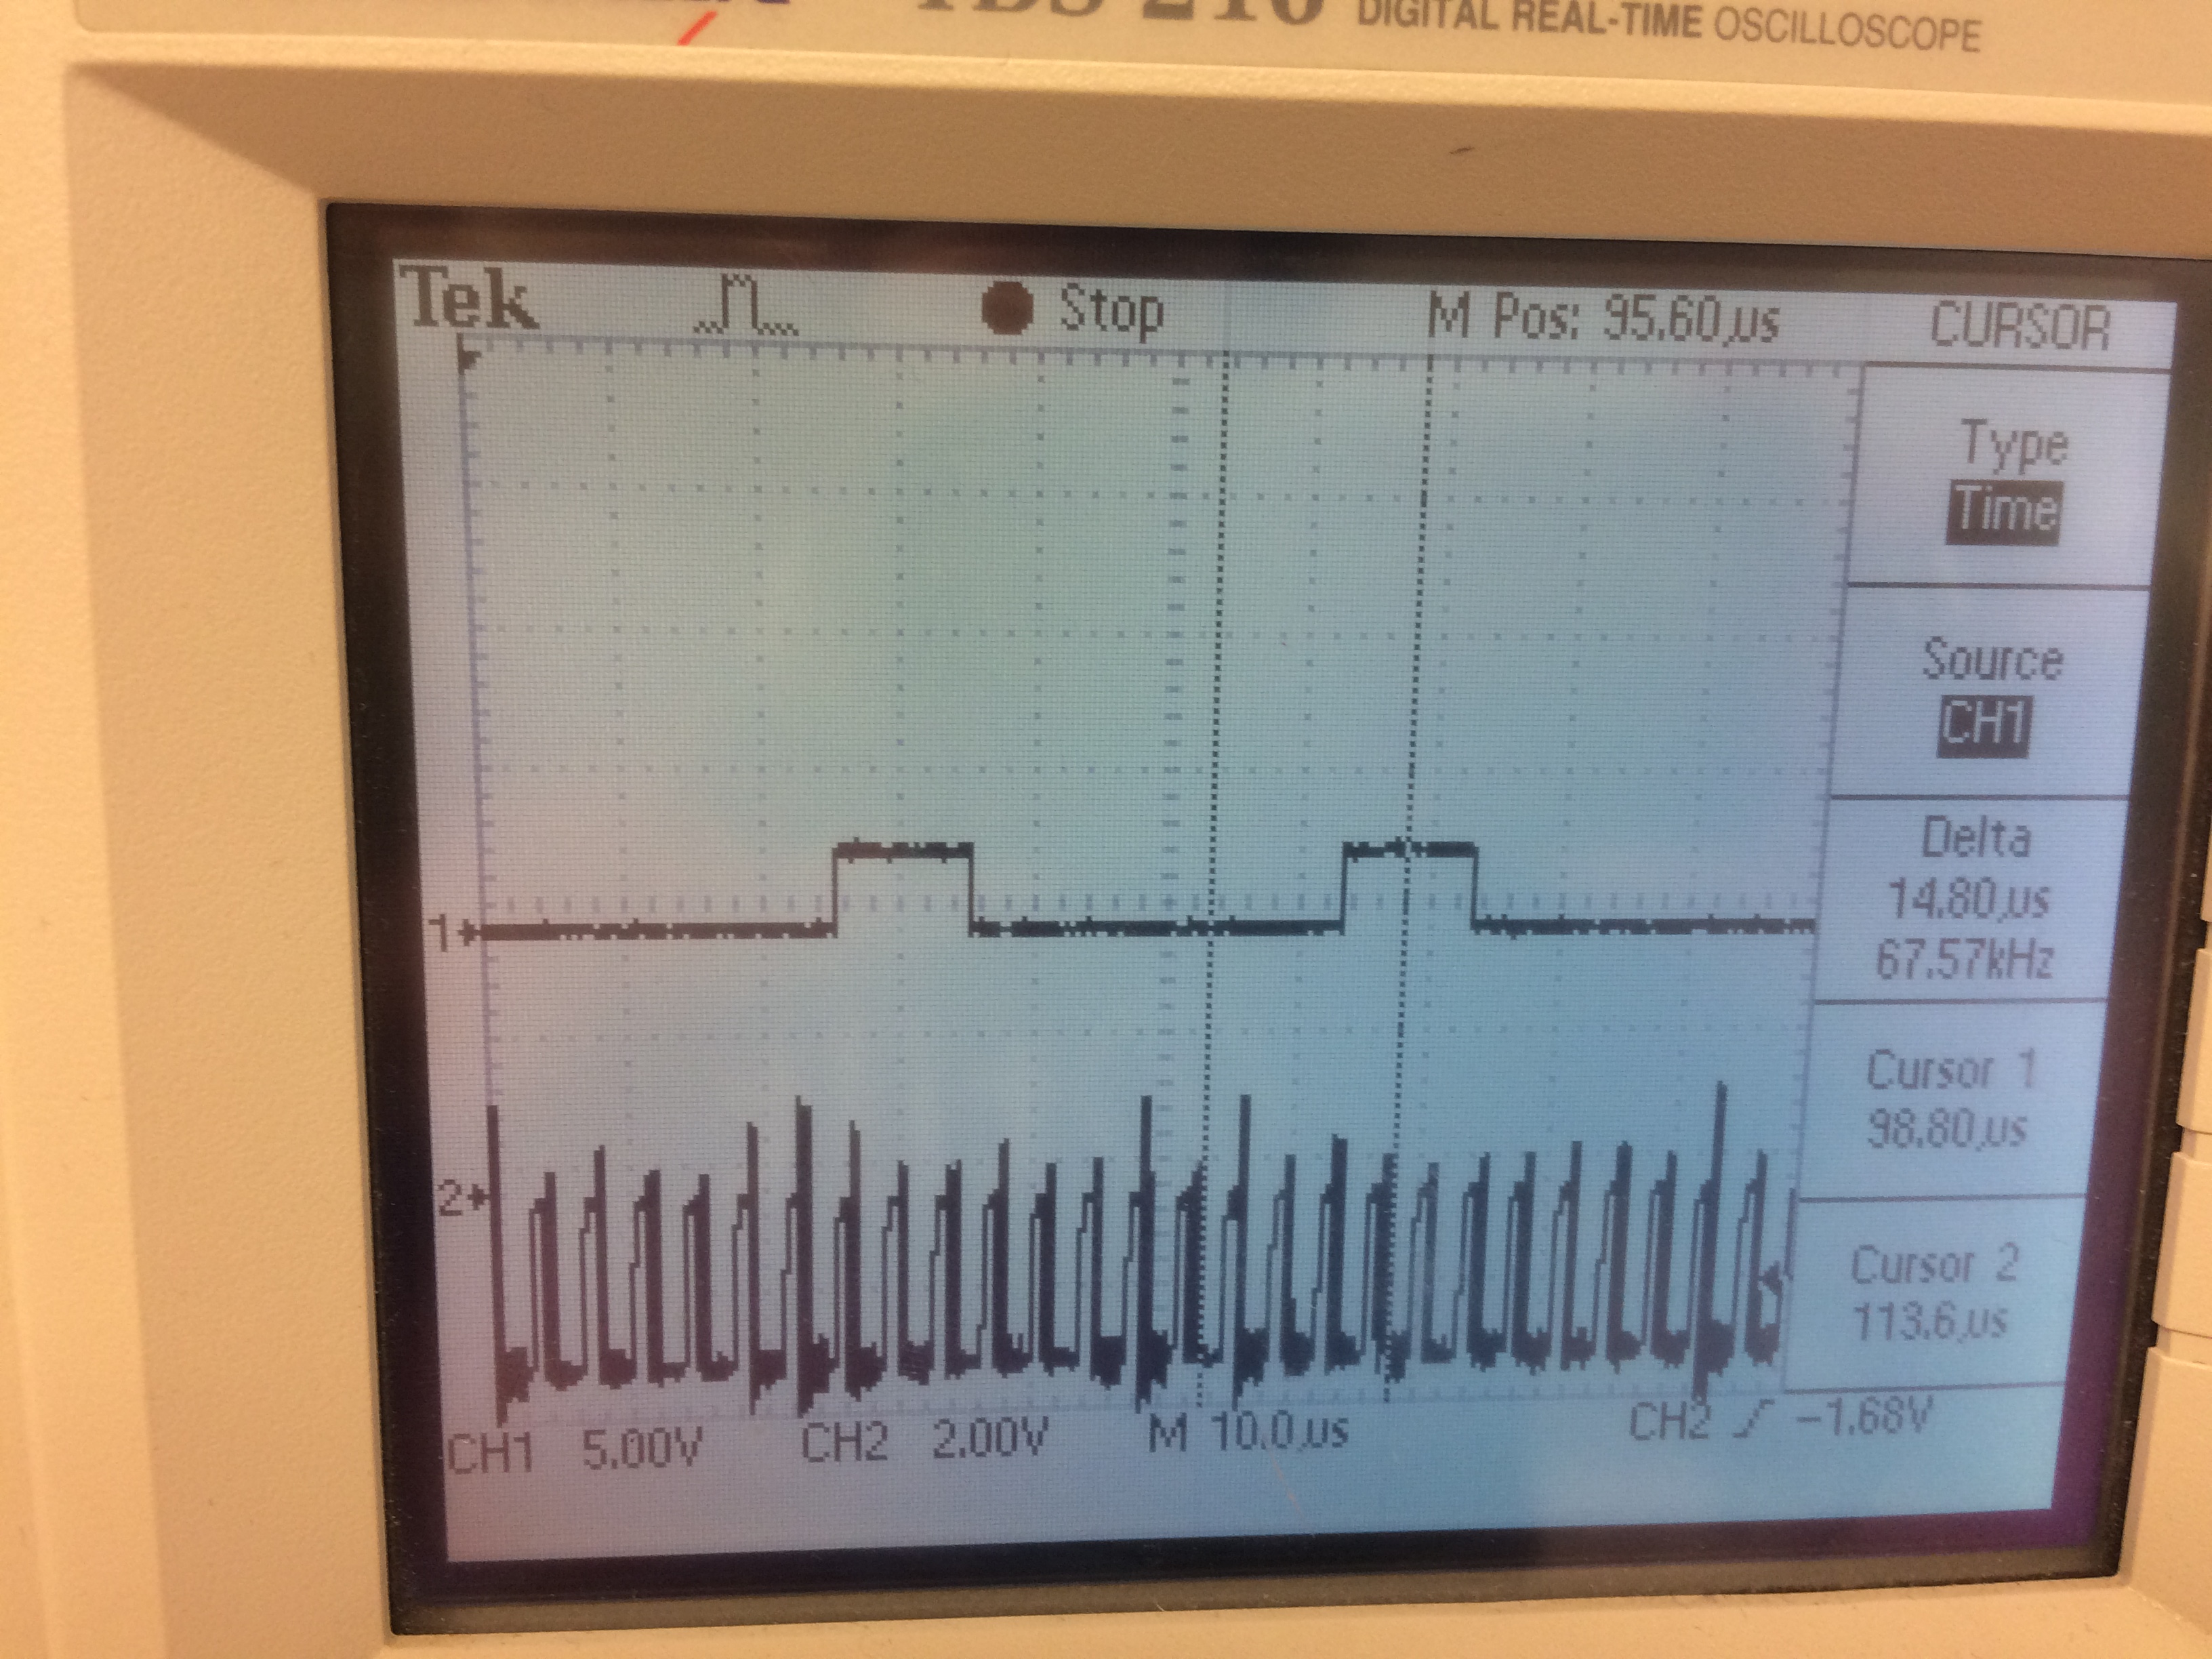 TDS 210 DIGITAL REAL-TIME OSCILLOSCOPE
Tek Stop M Pos: 95.60µs CURSOR
Type
Time
Source
CH1
Delta
14.80µs
67.57kHz
1
Cursor 1
98.80µs
2
Cursor 2
113.6µs
CH1 5.00V CH2 2.00V M 10.0µs CH2 -1.68V